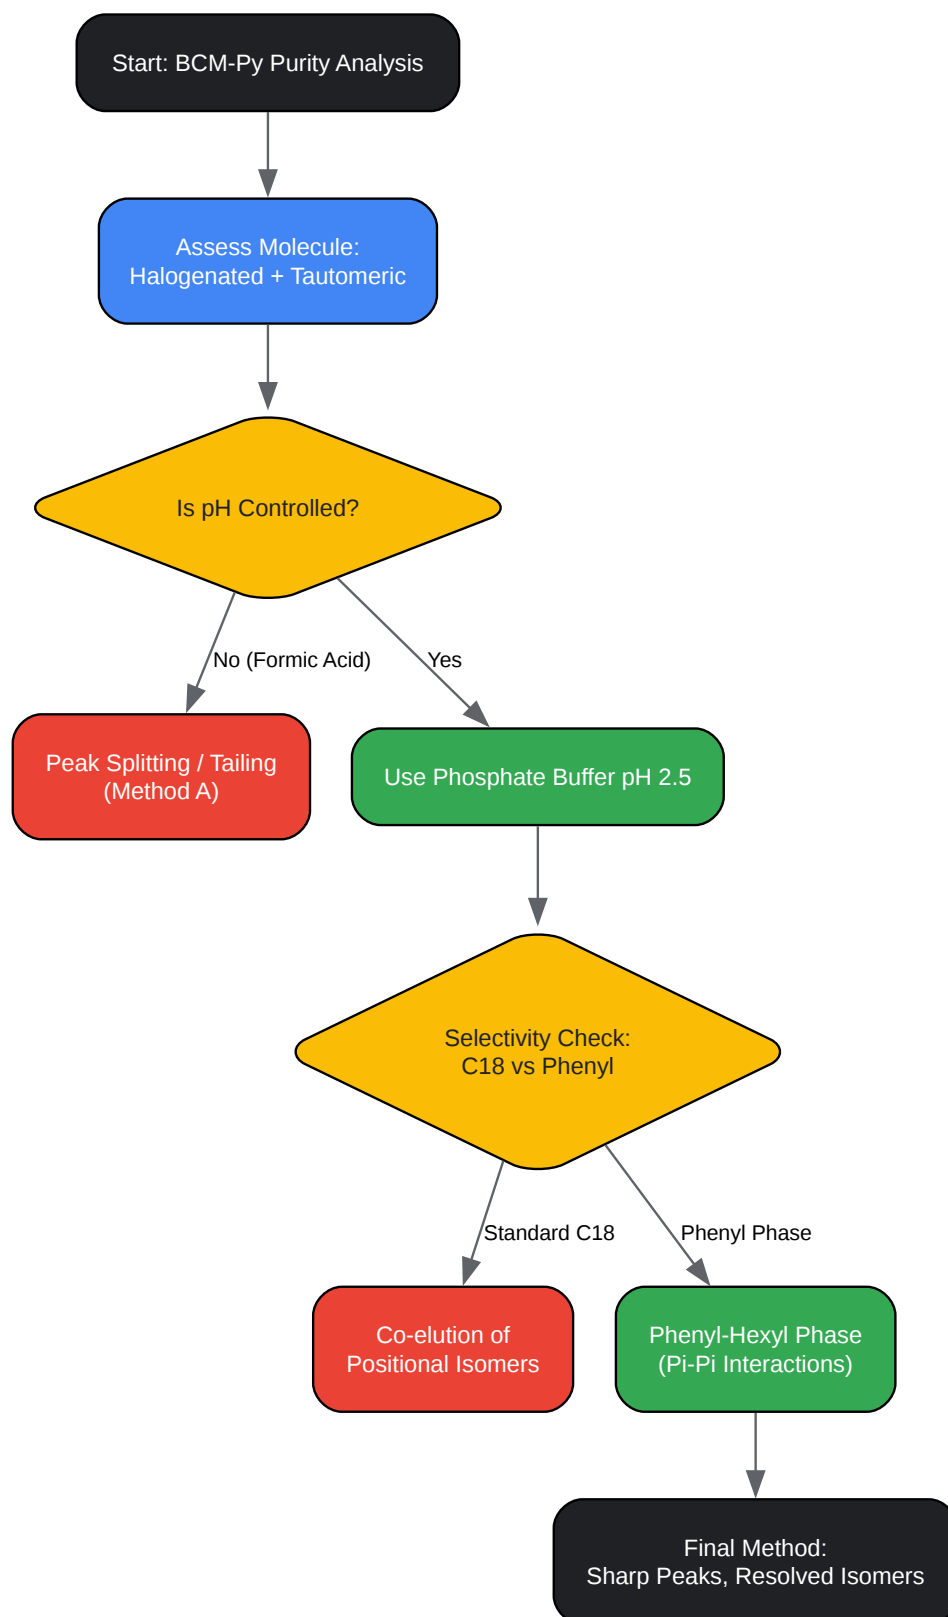 Start: BCM-Py Purity Analysis
Assess Molecule:
Halogenated + Tautomeric
Is pH Controlled?
No (Formic Acid)
Yes
Peak Splitting / Tailing
(Method A)
Use Phosphate Buffer pH 2.5
Selectivity Check:
C18 vs Phenyl
Standard C18
Phenyl Phase
Co-elution of
Positional Isomers
Phenyl-Hexyl Phase
(Pi-Pi Interactions)
Final Method:
Sharp Peaks, Resolved Isomers